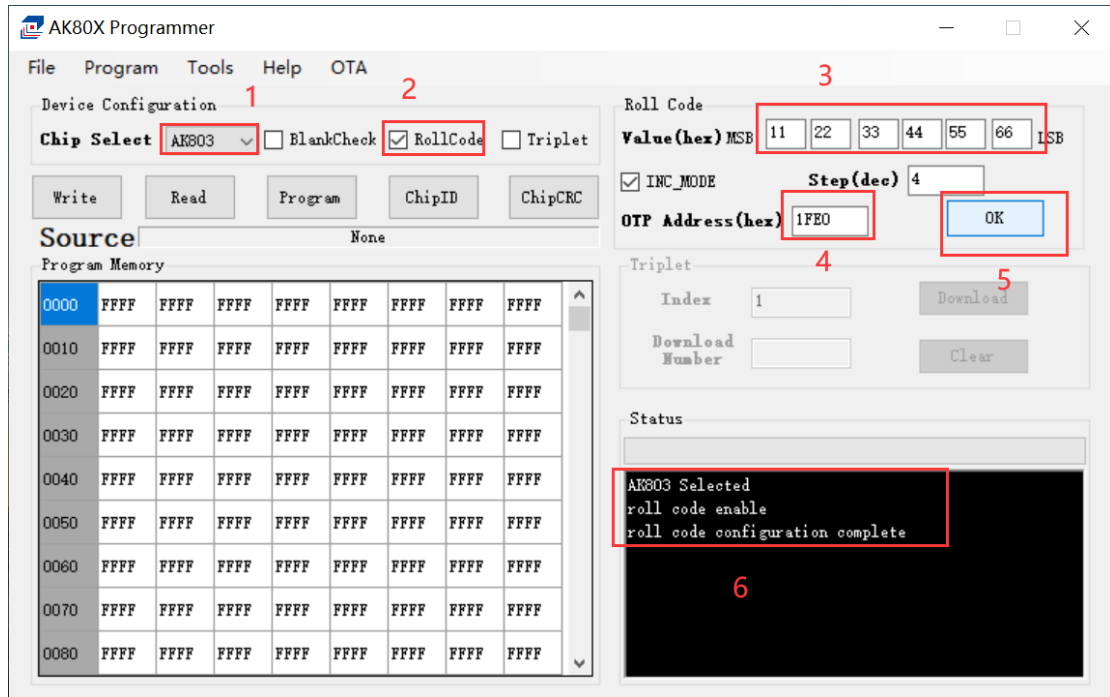 AK80X Programmer
File Program Tools Help OTA
Device Configuration 1 2
Chip Select AK803 BlankCheck RollCode Triplet
Write Read Program ChipID ChipCRC
Source None
Program Memory
0000 FFFF FFFF FFFF FFFF FFFF FFFF FFFF FFFF
0010 FFFF FFFF FFFF FFFF FFFF FFFF FFFF FFFF
0020 FFFF FFFF FFFF FFFF FFFF FFFF FFFF FFFF
0030 FFFF FFFF FFFF FFFF FFFF FFFF FFFF FFFF
0040 FFFF FFFF FFFF FFFF FFFF FFFF FFFF FFFF
0050 FFFF FFFF FFFF FFFF FFFF FFFF FFFF FFFF
0060 FFFF FFFF FFFF FFFF FFFF FFFF FFFF FFFF
0070 FFFF FFFF FFFF FFFF FFFF FFFF FFFF FFFF
0080 FFFF FFFF FFFF FFFF FFFF FFFF FFFF FFFF
3
Roll Code
Value(hex) MSB 11 22 33 44 55 66 LSB
INC_MODE Step(dec) 4
OTP Address(hex) 1FE0 OK
4 5
Triplet
Index 1 Download
Download
Number Clear
Status
AK803 Selected
roll code enable
roll code configuration complete
6